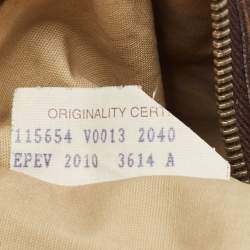 ORIGINALITY CERT
115654 V0013 2040
EPEV 2010 3614 A